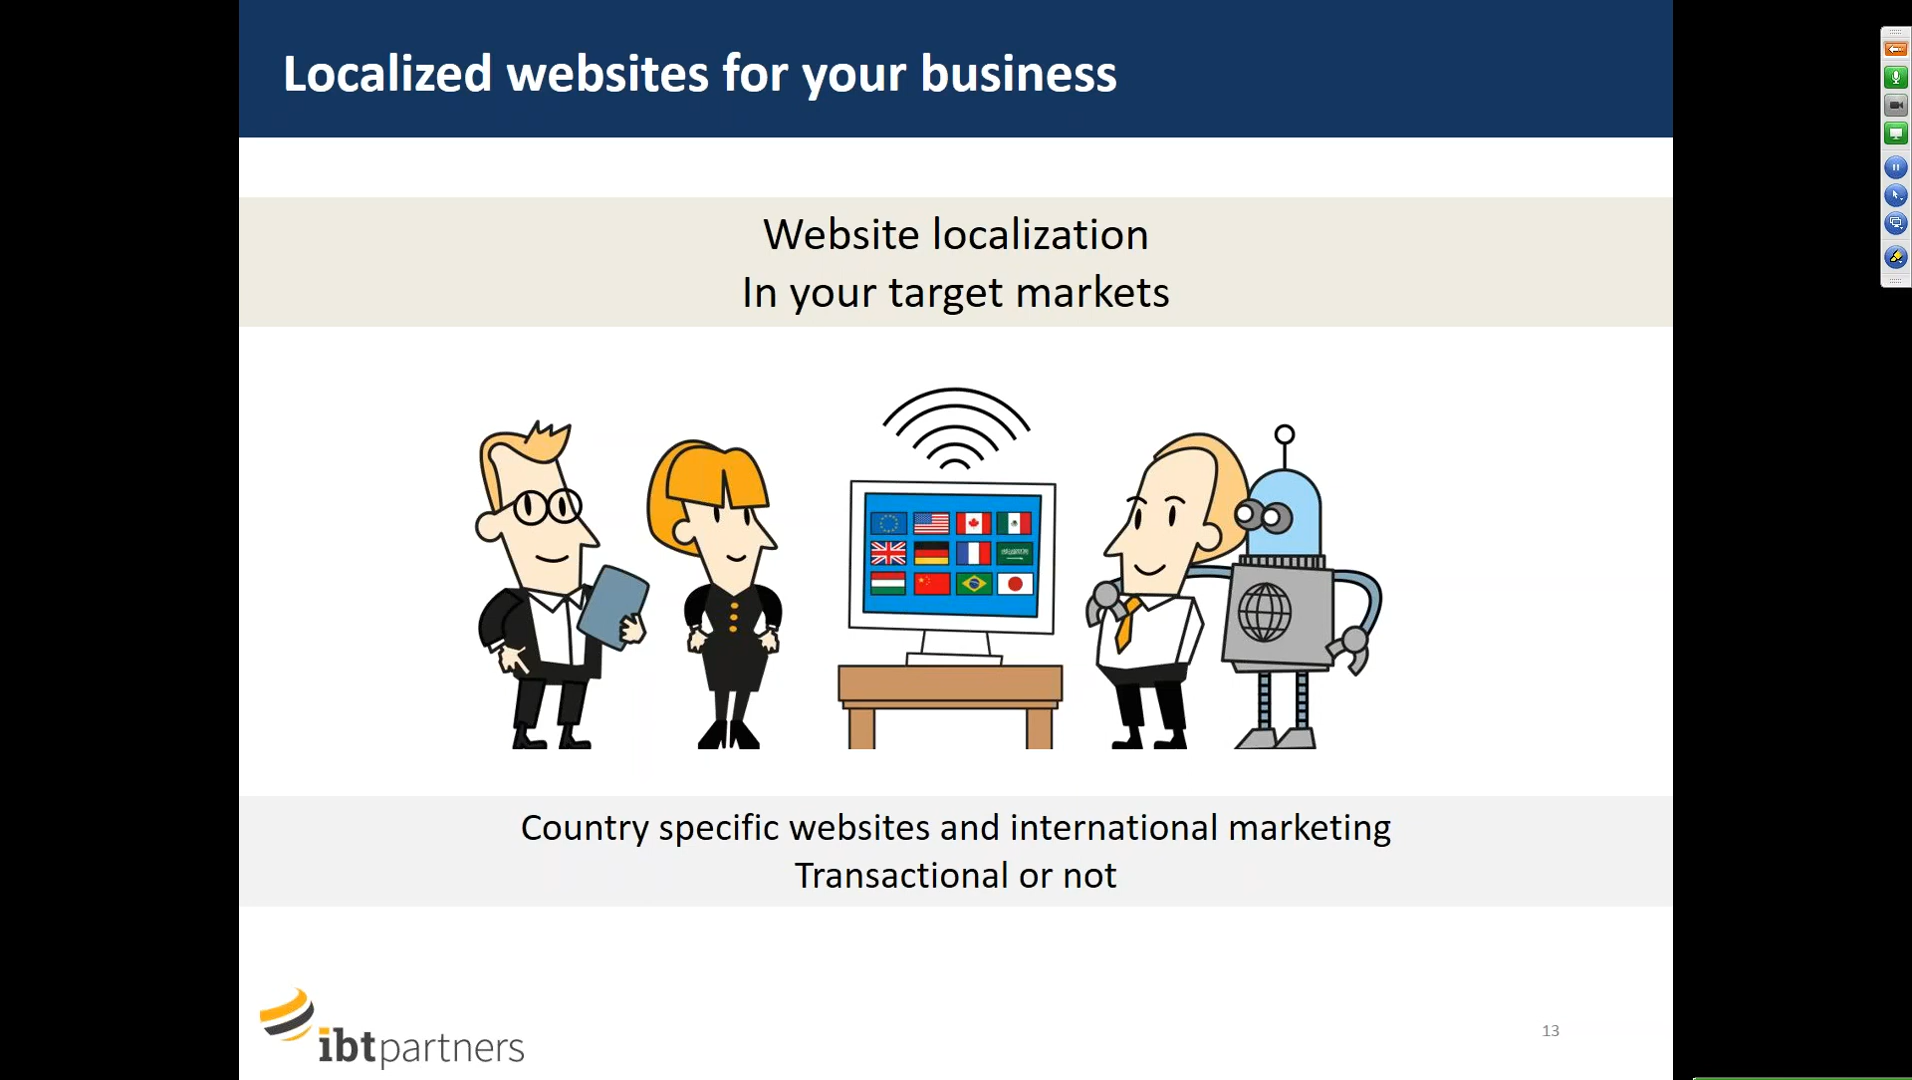 Localized websites for your business
Website localization
In your target markets
Country specific websites and international marketing
Transactional or not
ibtpartners
13